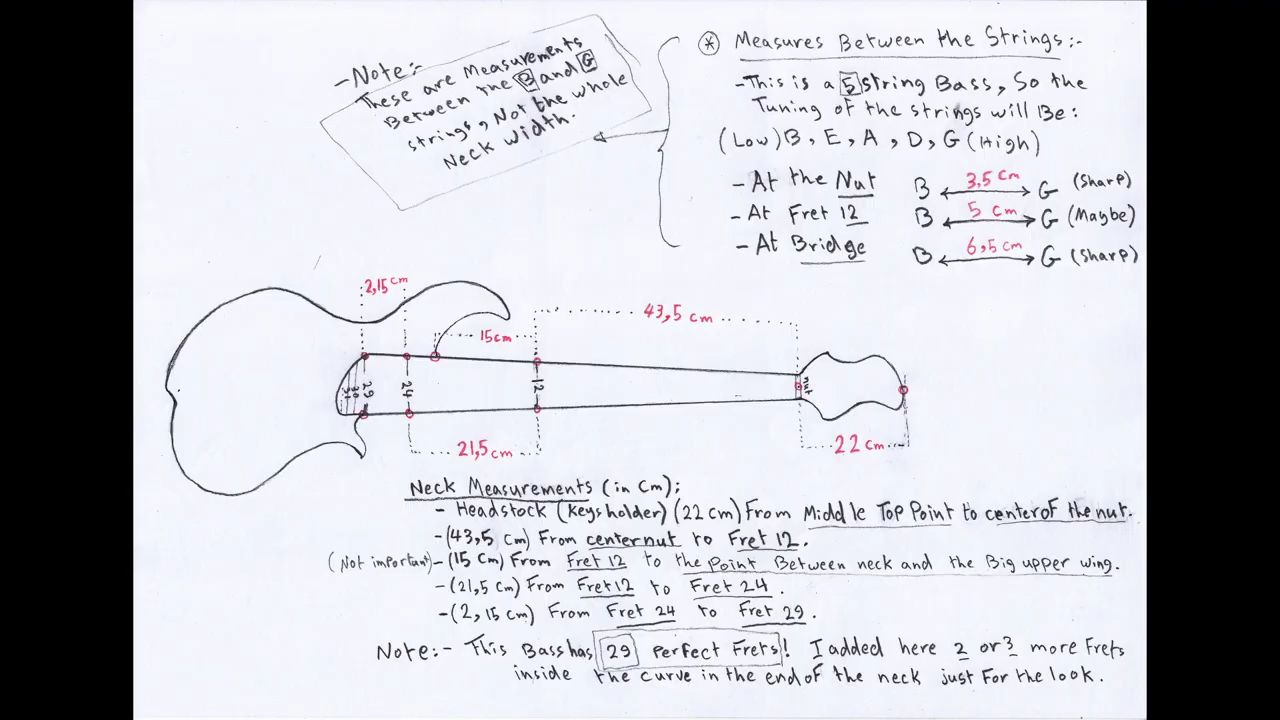 -Note:-
These are Measurements
Between the B and G
strings, Not the whole
Neck width.
* Measures Between the Strings:-
-This is a 5 string Bass, So the
Tuning of the strings will Be:
(Low) B, E, A, D, G (High)
- At the Nut B 3,5 cm G (Sharp)
- At Fret 12 B 5 cm G (Maybe)
- At Bridge B 6,5 cm G (Sharp)
2,15 cm
43,5 cm
15cm
31 30 29 24 12 nut
21,5 cm
22 cm
Neck Measurements (in Cm):
- Headstock (Keys holder) (22 cm) From Middle Top Point to center of the nut.
-(43,5 cm) From center nut to Fret 12.
(Not important) -(15 cm) From Fret 12 to the point Between neck and the Big upper wing.
-(21,5 cm) From Fret 12 to Fret 24.
-(2,15 cm) From Fret 24 to Fret 29.
Note:- This Bass has 29 Perfect Frets! I added here 2 or 3 more Frets
inside the curve in the end of the neck just For the look.